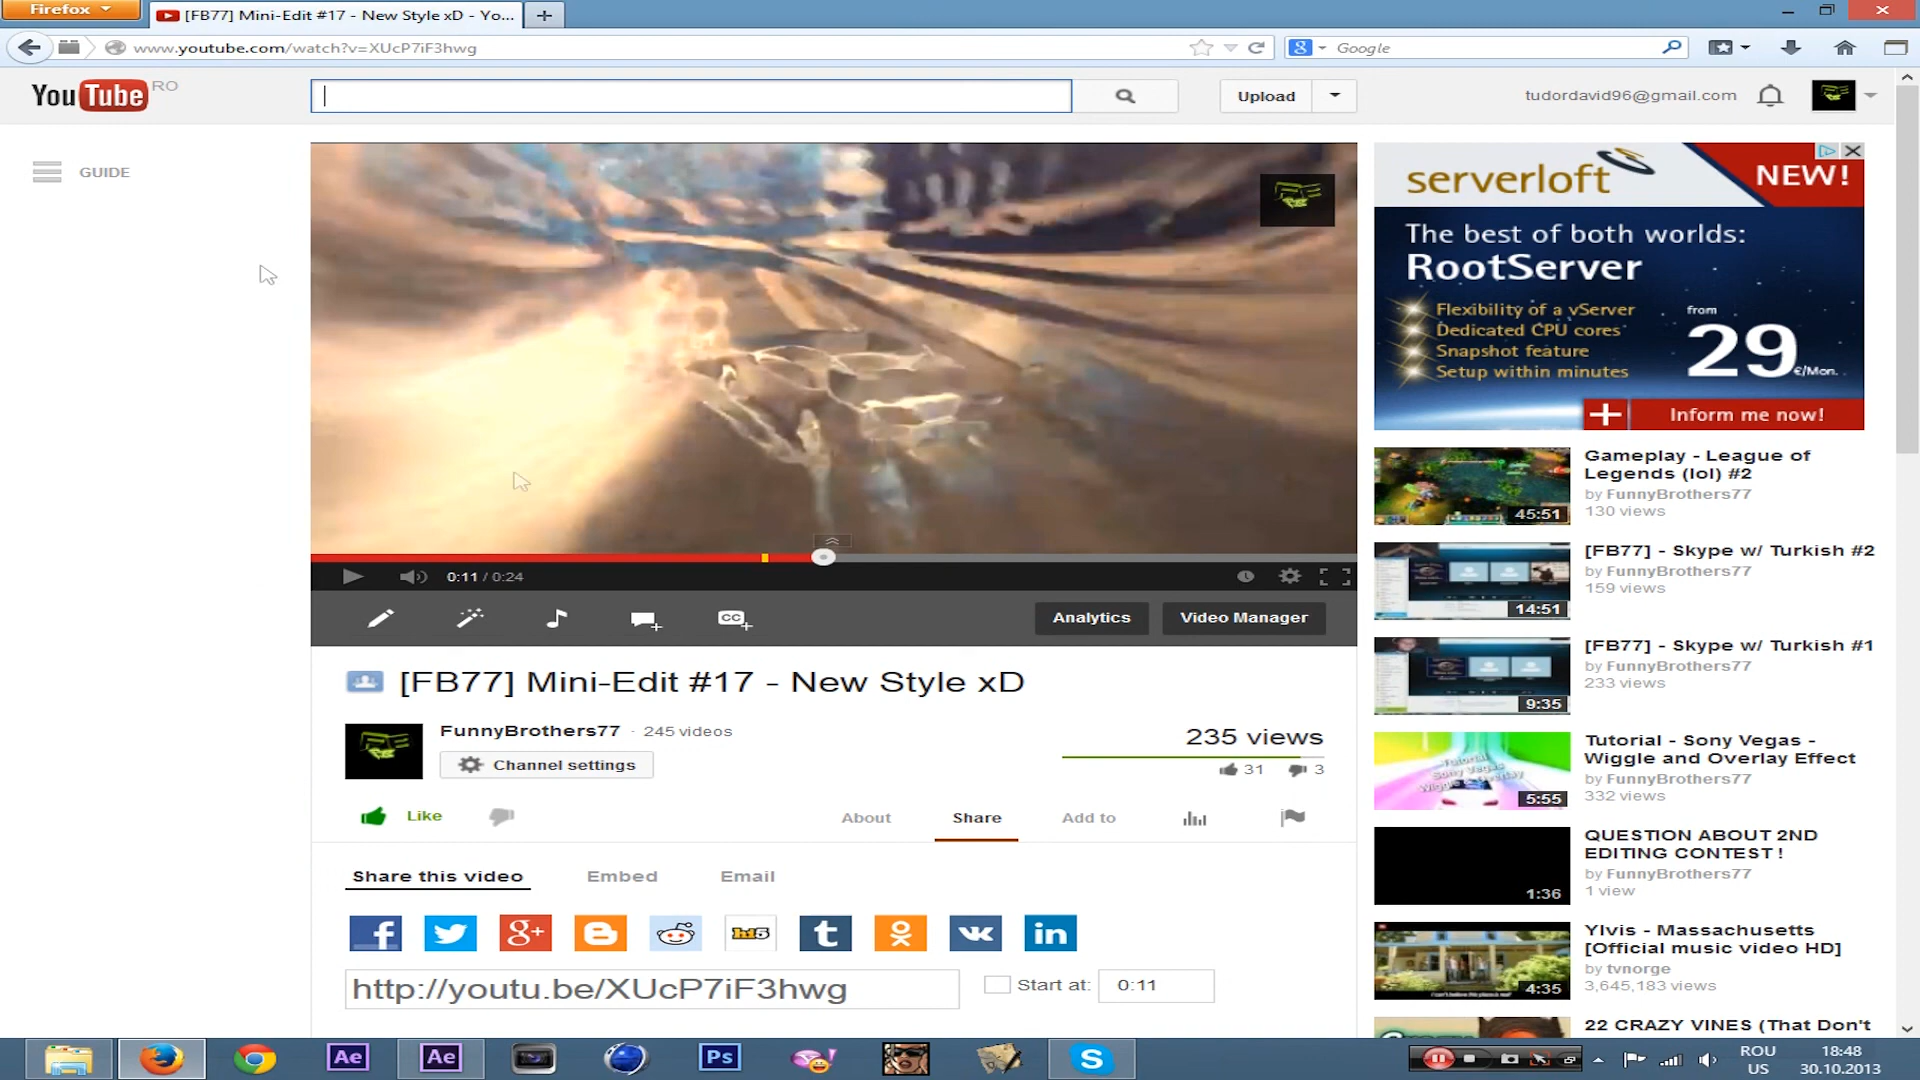 Firefox
[FB77] Mini-Edit #17 - New Style xD - Yo...
www.youtube.com/watch?v=XUcP7iF3hwg
Google
YouTube RO
Upload
tudordavid96@gmail.com
GUIDE
serverloft
NEW!
The best of both worlds:
RootServer
Flexibility of a vServer
Dedicated CPU cores
Snapshot feature
Setup within minutes
from
29 €/Mon.
Inform me now!
0:11 / 0:24
Analytics
Video Manager
[FB77] Mini-Edit #17 - New Style xD
FunnyBrothers77 · 245 videos
Channel settings
235 views
31 3
Like
About
Share
Add to
Share this video
Embed
Email
http://youtu.be/XUcP7iF3hwg
Start at: 0:11
Gameplay - League of
Legends (lol) #2
by FunnyBrothers77
130 views
45:51
[FB77] - Skype w/ Turkish #2
by FunnyBrothers77
159 views
14:51
[FB77] - Skype w/ Turkish #1
by FunnyBrothers77
233 views
9:35
Tutorial - Sony Vegas -
Wiggle and Overlay Effect
by FunnyBrothers77
332 views
5:55
QUESTION ABOUT 2ND
EDITING CONTEST !
by FunnyBrothers77
1 view
1:36
Ylvis - Massachusetts
[Official music video HD]
by tvnorge
3,645,183 views
4:35
22 CRAZY VINES (That Don't
Ae
Ae
Ps
ROU
US
18:48
30.10.2013